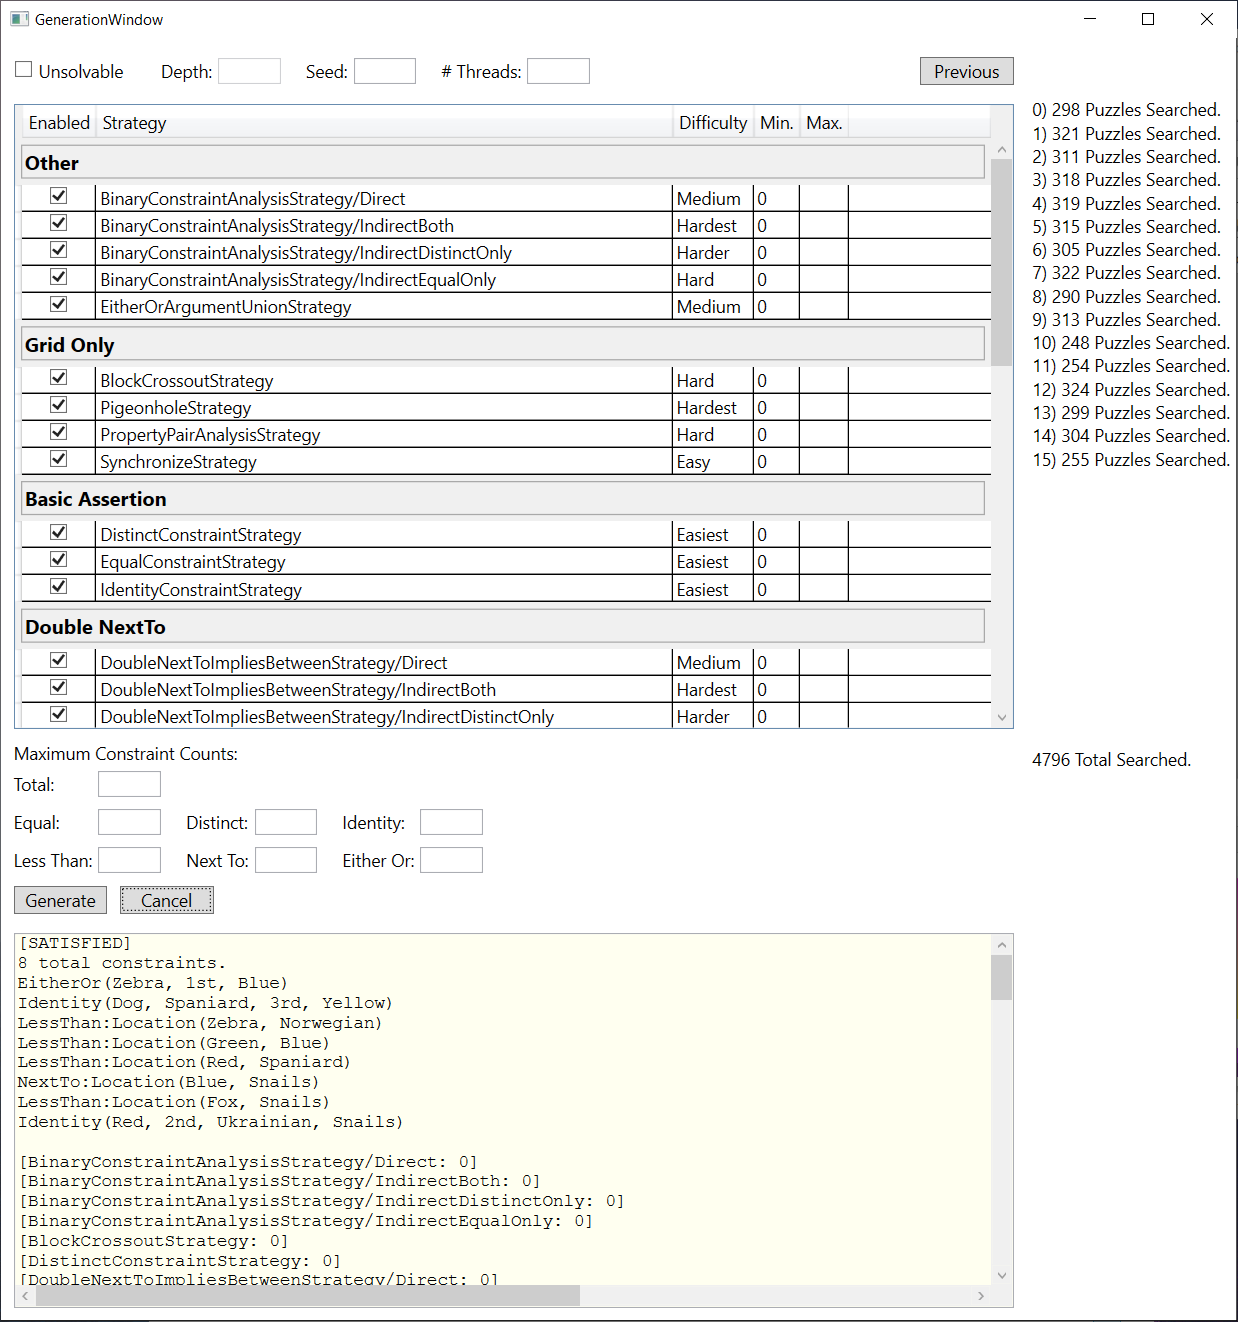 GenerationWindow
Unsolvable Depth: Seed: # Threads: Previous
Enabled Strategy Difficulty Min. Max.
Other
BinaryConstraintAnalysisStrategy/Direct Medium 0
BinaryConstraintAnalysisStrategy/IndirectBoth Hardest 0
BinaryConstraintAnalysisStrategy/IndirectDistinctOnly Harder 0
BinaryConstraintAnalysisStrategy/IndirectEqualOnly Hard 0
EitherOrArgumentUnionStrategy Medium 0
Grid Only
BlockCrossoutStrategy Hard 0
PigeonholeStrategy Hardest 0
PropertyPairAnalysisStrategy Hard 0
SynchronizeStrategy Easy 0
Basic Assertion
DistinctConstraintStrategy Easiest 0
EqualConstraintStrategy Easiest 0
IdentityConstraintStrategy Easiest 0
Double NextTo
DoubleNextToImpliesBetweenStrategy/Direct Medium 0
DoubleNextToImpliesBetweenStrategy/IndirectBoth Hardest 0
DoubleNextToImpliesBetweenStrategy/IndirectDistinctOnly Harder 0
0) 298 Puzzles Searched.
1) 321 Puzzles Searched.
2) 311 Puzzles Searched.
3) 318 Puzzles Searched.
4) 319 Puzzles Searched.
5) 315 Puzzles Searched.
6) 305 Puzzles Searched.
7) 322 Puzzles Searched.
8) 290 Puzzles Searched.
9) 313 Puzzles Searched.
10) 248 Puzzles Searched.
11) 254 Puzzles Searched.
12) 324 Puzzles Searched.
13) 299 Puzzles Searched.
14) 304 Puzzles Searched.
15) 255 Puzzles Searched.
4796 Total Searched.
Maximum Constraint Counts:
Total:
Equal: Distinct: Identity:
Less Than: Next To: Either Or:
Generate Cancel
[SATISFIED]
8 total constraints.
EitherOr(Zebra, 1st, Blue)
Identity(Dog, Spaniard, 3rd, Yellow)
LessThan:Location(Zebra, Norwegian)
LessThan:Location(Green, Blue)
LessThan:Location(Red, Spaniard)
NextTo:Location(Blue, Snails)
LessThan:Location(Fox, Snails)
Identity(Red, 2nd, Ukrainian, Snails)
[BinaryConstraintAnalysisStrategy/Direct: 0]
[BinaryConstraintAnalysisStrategy/IndirectBoth: 0]
[BinaryConstraintAnalysisStrategy/IndirectDistinctOnly: 0]
[BinaryConstraintAnalysisStrategy/IndirectEqualOnly: 0]
[BlockCrossoutStrategy: 0]
[DistinctConstraintStrategy: 0]
[DoubleNextToImpliesBetweenStrategy/Direct: 0]